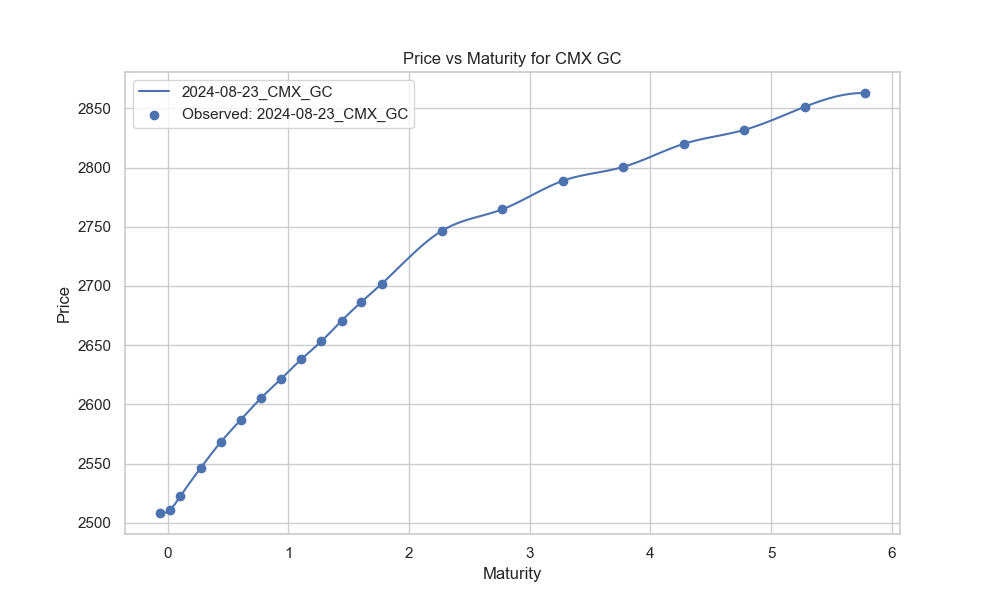 Price vs Maturity for CMX GC
2024-08-23_CMX_GC
Observed: 2024-08-23_CMX_GC
2850
2800
2750
2700
2650
2600
2550
2500
Price
0 1 2 3 4 5 6
Maturity